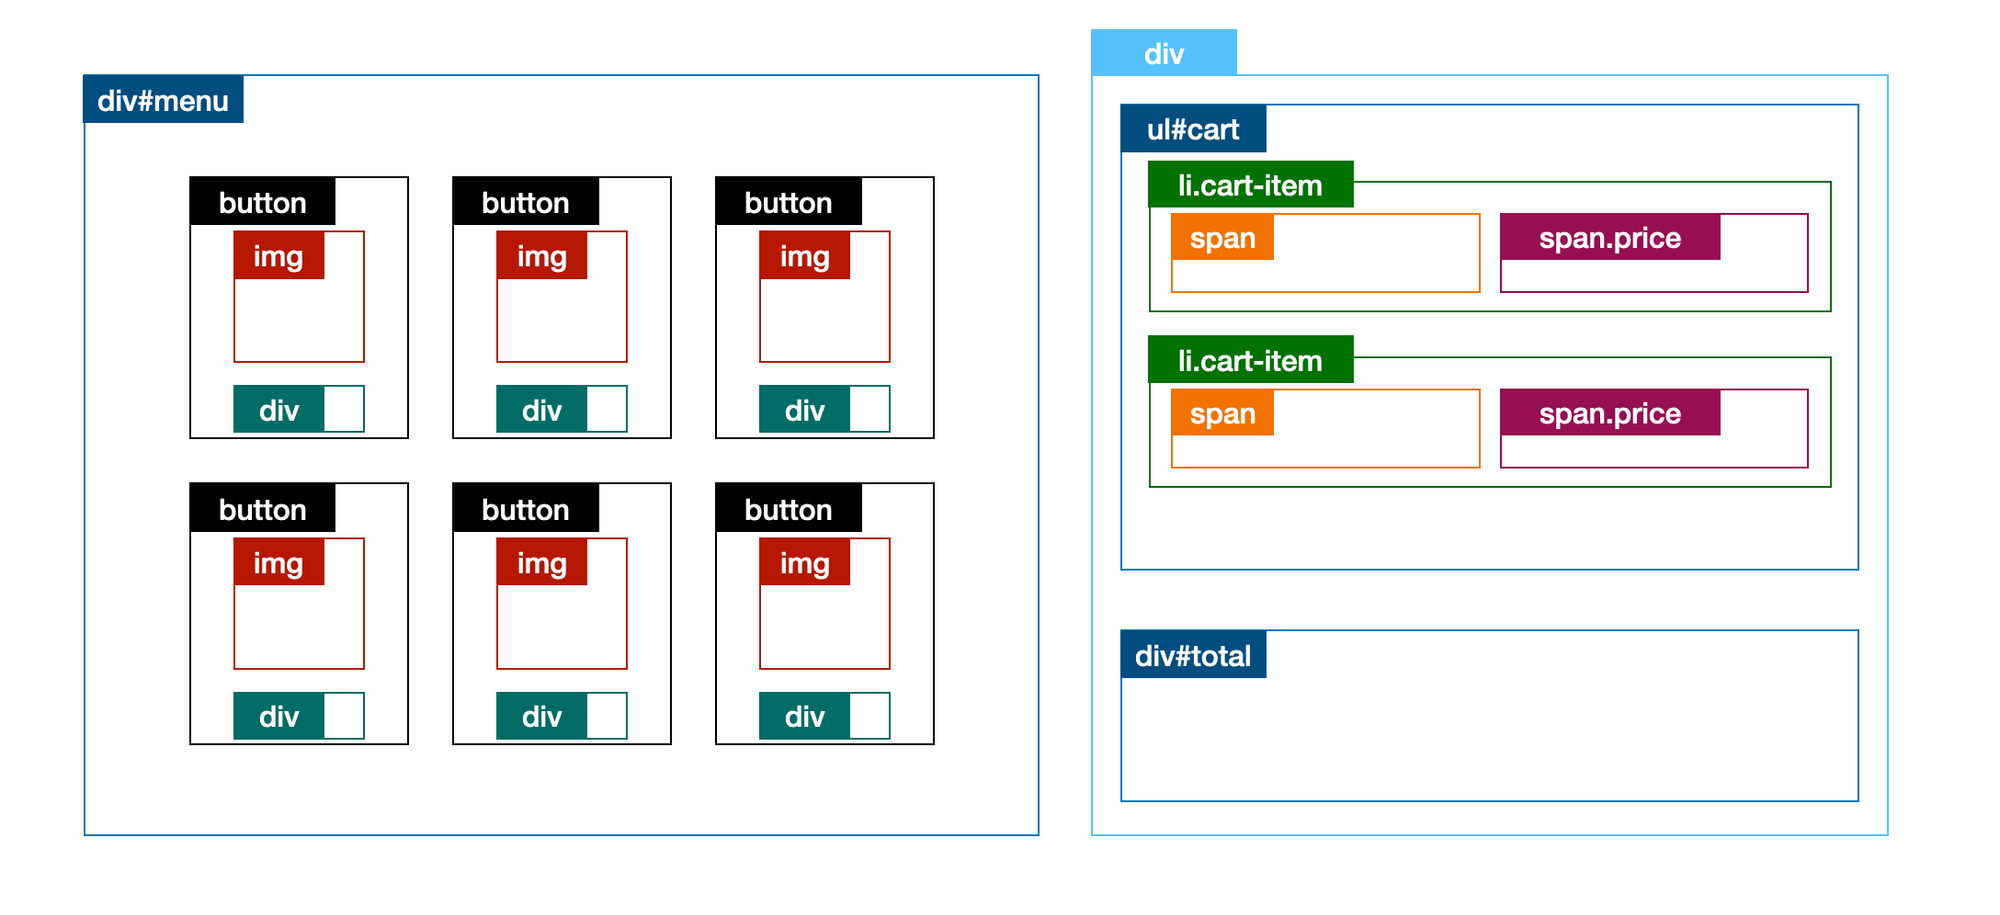 div#menu
button
img
div
button
img
div
button
img
div
button
img
div
button
img
div
button
img
div
div
ul#cart
li.cart-item
span
span.price
li.cart-item
span
span.price
div#total